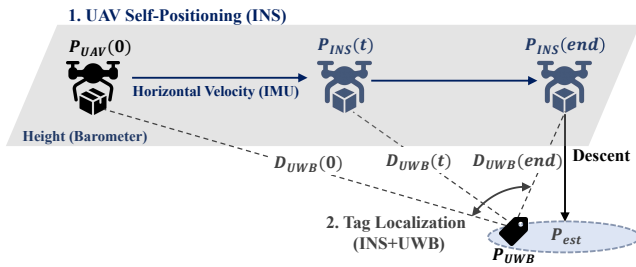 1. UAV Self-Positioning (INS)
P_UAV(0)
P_INS(t)
P_INS(end)
Horizontal Velocity (IMU)
Height (Barometer)
D_UWB(0)
D_UWB(t)
D_UWB(end)
Descent
2. Tag Localization
(INS+UWB)
P_UWB
P_est